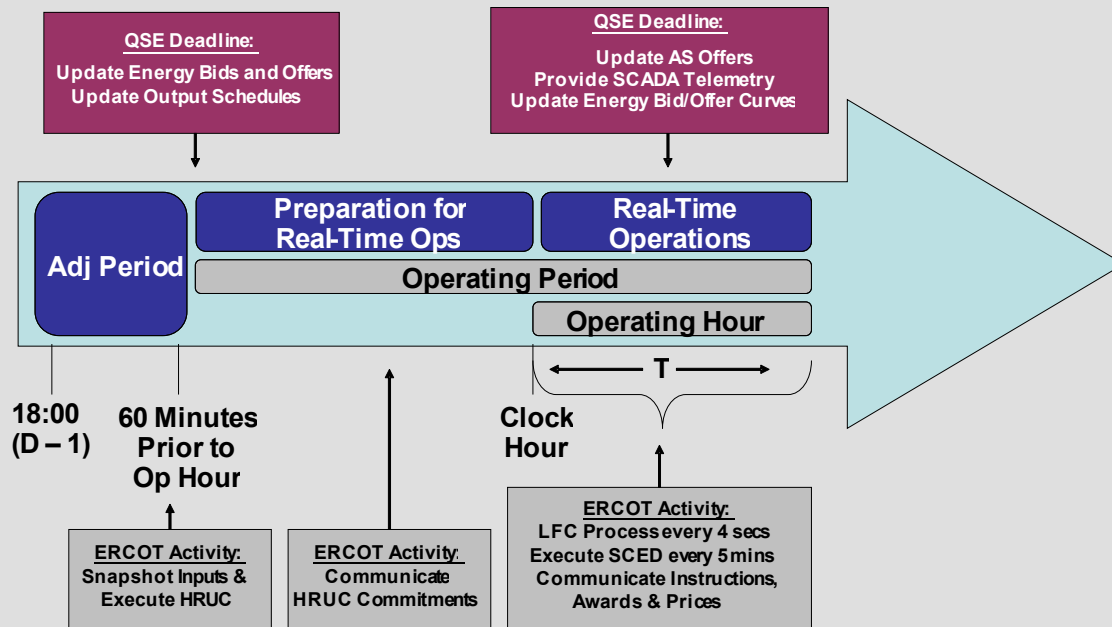 QSE Deadline:
Update Energy Bids and Offers
Update Output Schedules
QSE Deadline:
Update AS Offers
Provide SCADA Telemetry
Update Energy Bid/Offer Curves
Adj Period
Preparation for
Real-Time Ops
Real-Time
Operations
Operating Period
Operating Hour
T
18:00
(D – 1)
60 Minutes
Prior to
Op Hour
Clock
Hour
ERCOT Activity:
Snapshot Inputs &
Execute HRUC
ERCOT Activity:
Communicate
HRUC Commitments
ERCOT Activity:
LFC Process every 4 secs
Execute SCED every 5 mins
Communicate Instructions,
Awards & Prices